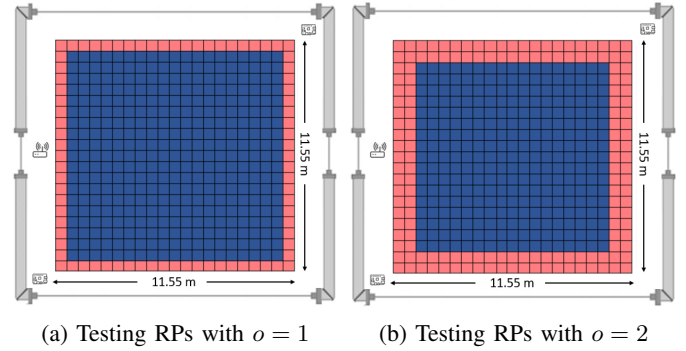 11.55 m
11.55 m
(a) Testing RPs with o = 1
11.55 m
11.55 m
(b) Testing RPs with o = 2